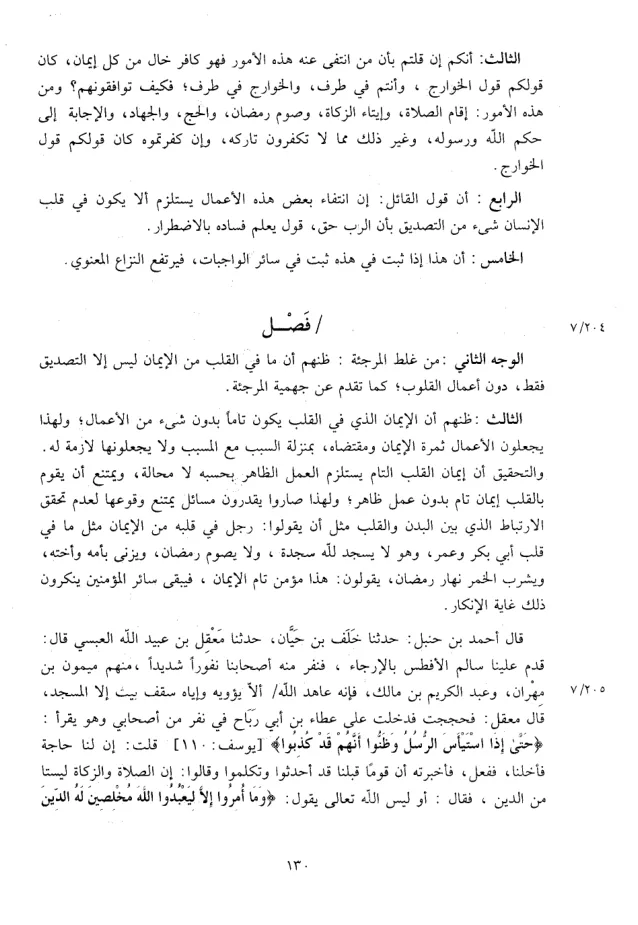 الثالث: أنكم إن قلتم بأن من انتفى عنه هذه الأمور فهو كافر خال من كل إيمان، كان
قولكم قول الخوارج ، وأنتم في طرف، والخوارج في طرف؛ فكيف توافقونهم؟ ومن
هذه الأمور: إقام الصلاة، وإيتاء الزكاة، وصوم رمضان، والحج، والجهاد، والإجابة إلى
حكم الله ورسوله، وغير ذلك مما لا تكفرون تاركه، وإن كفرتموه كان قولكم قول
الخوارج.
الرابع : أن قول القائل: إن انتفاء بعض هذه الأعمال يستلزم ألا يكون في قلب
الإنسان شىء من التصديق بأن الرب حق، قول يعلم فساده بالاضطرار.
الخامس : أن هذا إذا ثبت في هذه ثبت في سائر الواجبات، فيرتفع النزاع المعنوي.
/ فَصْـــل
٧/٢٠٤
الوجه الثاني :من غلط المرجئة : ظنهم أن ما في القلب من الإيمان ليس إلا التصديق
فقط، دون أعمال القلوب؛ كما تقدم عن جهمية المرجئة.
الثالث :ظنهم أن الإيمان الذي في القلب يكون تاماً بدون شىء من الأعمال؛ ولهذا
يجعلون الأعمال ثمرة الإيمان ومقتضاه، بمنزلة السبب مع المسبب ولا يجعلونها لازمة له.
والتحقيق أن إيمان القلب التام يستلزم العمل الظاهر بحسبه لا محالة، ويمتنع أن يقوم
بالقلب إيمان تام بدون عمل ظاهر؛ ولهذا صاروا يقدرون مسائل يمتنع وقوعها لعدم تحقق
الارتباط الذي بين البدن والقلب مثل أن يقولوا: رجل في قلبه من الإيمان مثل ما في
قلب أبي بكر وعمر، وهو لا يسجد لله سجدة ، ولا يصوم رمضان، ويزنى بأمه وأخته،
ويشرب الخمر نهار رمضان، يقولون: هذا مؤمن تام الإيمان ، فيبقى سائر المؤمنين ينكرون
ذلك غاية الإنكار.
قال أحمد بن حنبل: حدثنا خَلَف بن حَيَّان، حدثنا مَعْقِل بن عبيد الله العبسي قال:
قدم علينا سالم الأفطس بالإرجاء ، فنفر منه أصحابنا نفوراً شديداً ،منهم ميمون بن
مِهْران، وعبد الكريم بن مالك، فإنه عاهد الله/ ألاّ يؤويه وإياه سقف بيت إلا المسجد،
٧/٢٠٥
قال معقل: فحججت فدخلت على عطاء بن أبي رَبَاح في نفر من أصحابي وهو يقرأ :
﴿حَتَّىٰ إِذَا اسْتَيْأَسَ الرُّسُلُ وَظَنُّوا أَنَّهُمْ قَدْ كُذِبُوا﴾ [يوسف: ١١٠] قلت: إن لنا حاجة
فأخلنا، ففعل، فأخبرته أن قومًا قبلنا قد أحدثوا وتكلموا وقالوا: إن الصلاة والزكاة ليستا
من الدين ، فقال : أو ليس الله تعالى يقول: ﴿وَمَا أُمِرُوا إِلاَّ لِيَعْبُدُوا اللَّهَ مُخْلِصِينَ لَهُ الدِّينَ
١٣٠